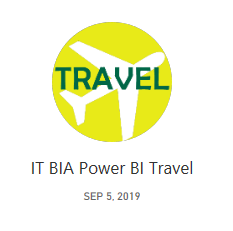 TRAVEL
IT BIA Power BI Travel
SEP 5, 2019